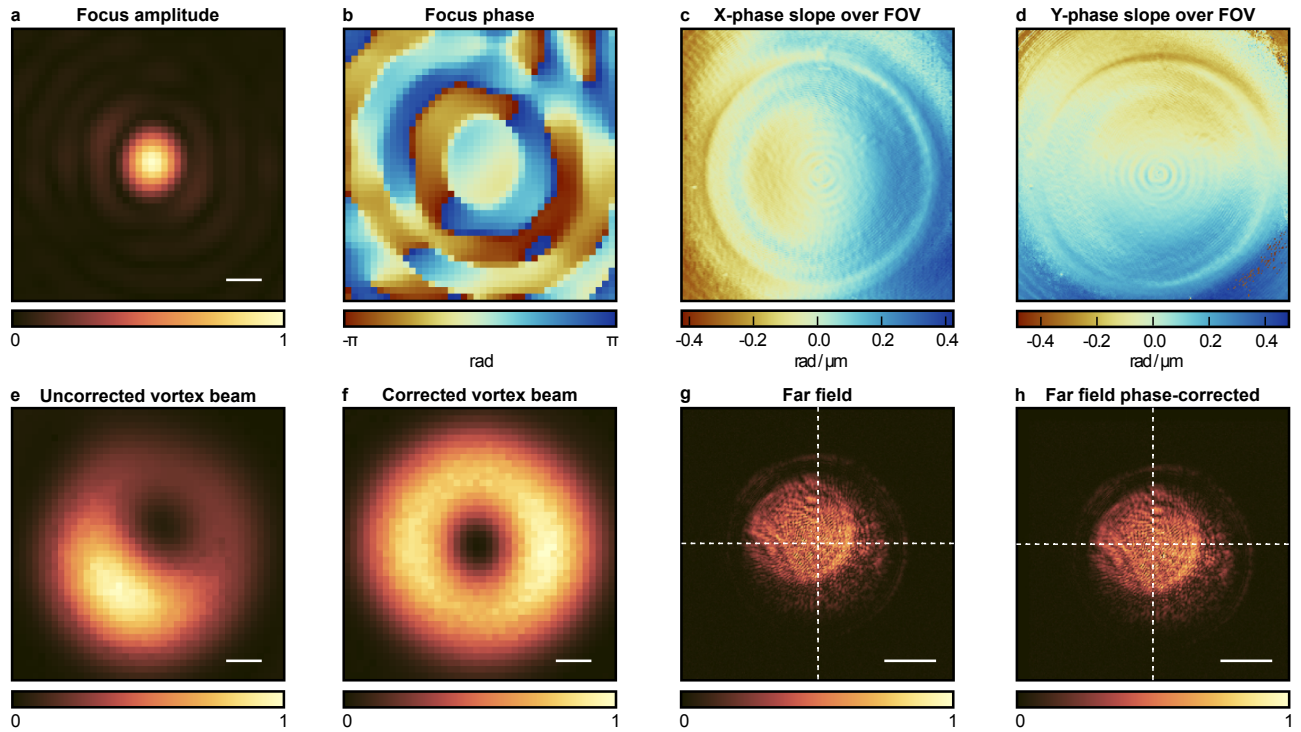 a Focus amplitude
b Focus phase
c X-phase slope over FOV
d Y-phase slope over FOV
0 1
-π π
rad
-0.4 -0.2 0.0 0.2 0.4
rad/µm
-0.4 -0.2 0.0 0.2 0.4
rad/µm
e Uncorrected vortex beam
f Corrected vortex beam
g Far field
h Far field phase-corrected
0 1
0 1
0 1
0 1